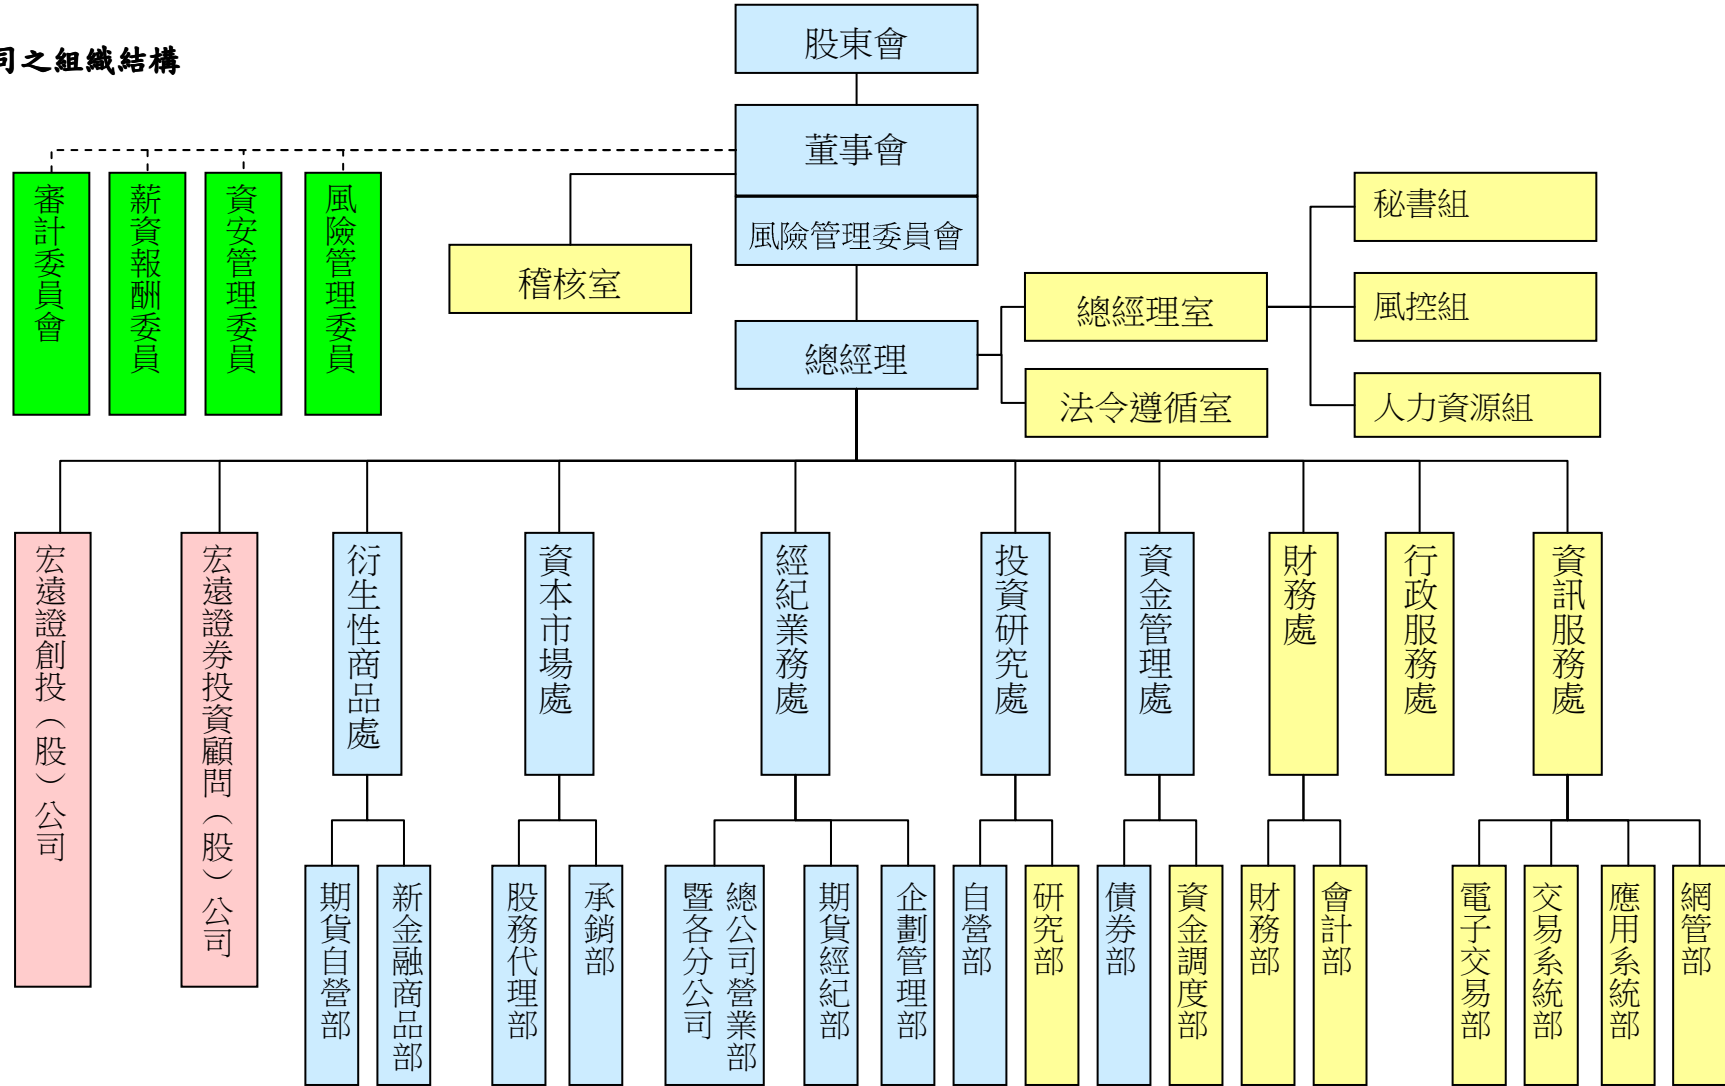 司之組織結構
股東會
董事會
風險管理委員會
稽核室
總經理
總經理室
法令遵循室
秘書組
風控組
人力資源組
審計委員會
薪資報酬委員
資安管理委員
風險管理委員
宏遠證創投（股）公司
宏遠證券投資顧問（股）公司
衍生性商品處
資本市場處
經紀業務處
投資研究處
資金管理處
財務處
行政服務處
資訊服務處
期貨自營部
新金融商品部
股務代理部
承銷部
總公司營業部
暨各分公司
期貨經紀部
企劃管理部
自營部
研究部
債券部
資金調度部
財務部
會計部
電子交易部
交易系統部
應用系統部
網管部